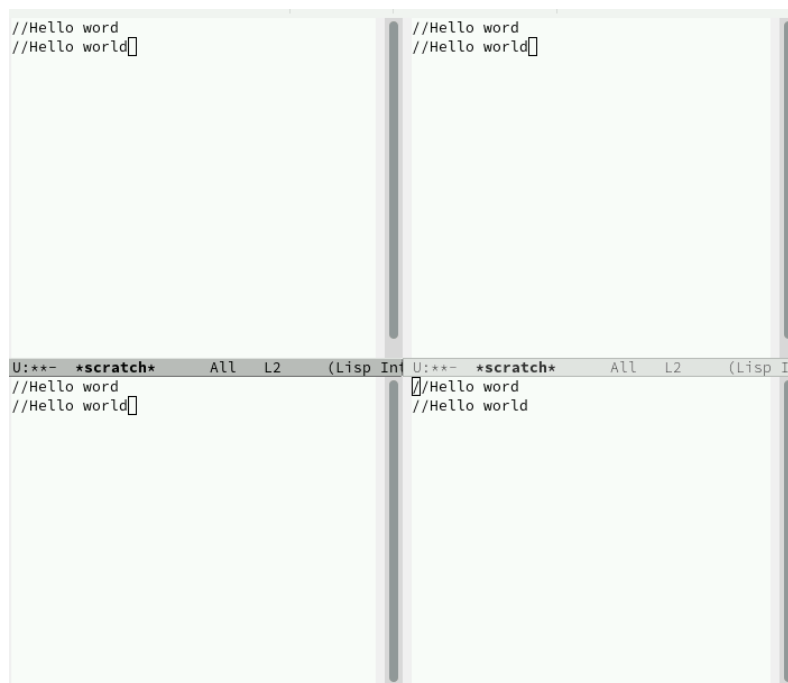 //Hello word
//Hello world
//Hello word
//Hello world
U:**-  *scratch*      All   L2     (Lisp Int
U:**-  *scratch*      All   L2     (Lisp I
//Hello word
//Hello world
//Hello word
//Hello world